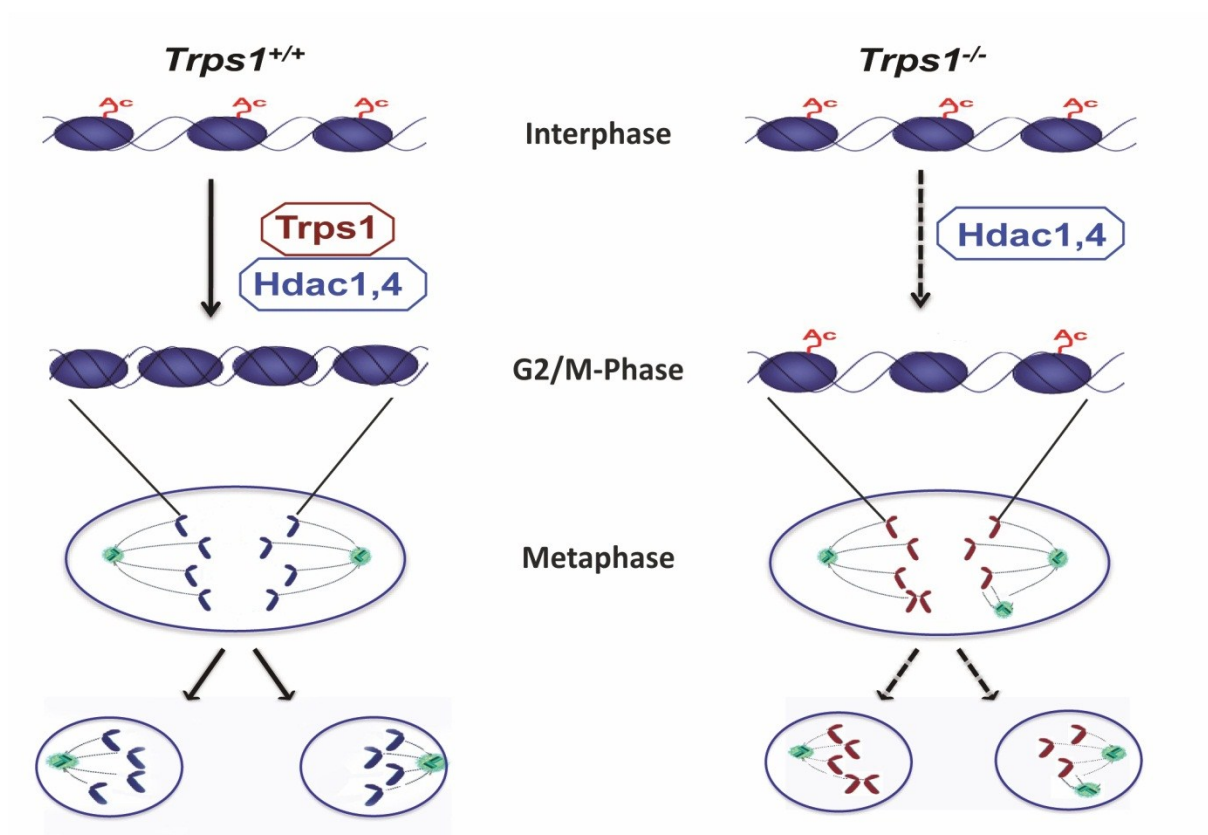 Trps1+/+
Trps1-/-
Ac Ac Ac
Interphase
Ac Ac Ac
Trps1
Hdac1,4
Hdac1,4
G2/M-Phase
Ac Ac
Metaphase